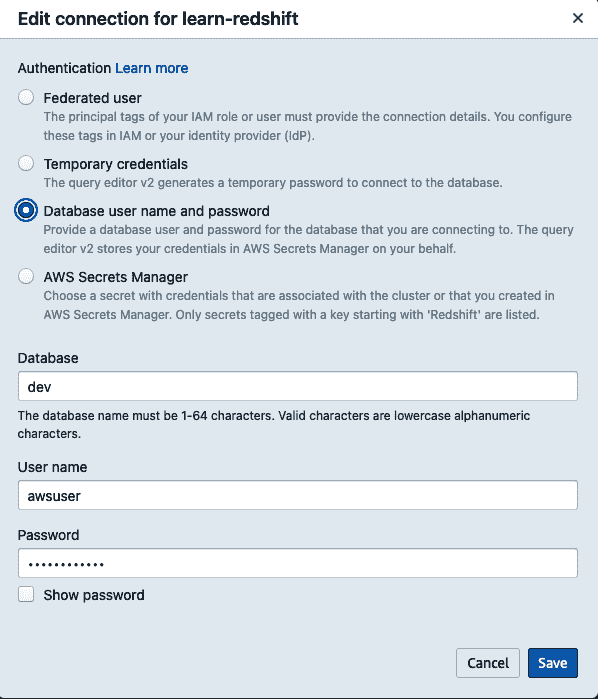 Edit connection for learn-redshift
Authentication Learn more
Federated user
The principal tags of your IAM role or user must provide the connection details. You configure
these tags in IAM or your identity provider (IdP).
Temporary credentials
The query editor v2 generates a temporary password to connect to the database.
Database user name and password
Provide a database user and password for the database that you are connecting to. The query
editor v2 stores your credentials in AWS Secrets Manager on your behalf.
AWS Secrets Manager
Choose a secret with credentials that are associated with the cluster or that you created in
AWS Secrets Manager. Only secrets tagged with a key starting with 'Redshift' are listed.
Database
dev
The database name must be 1-64 characters. Valid characters are lowercase alphanumeric
characters.
User name
awsuser
Password
••••••••••••
Show password
Cancel Save